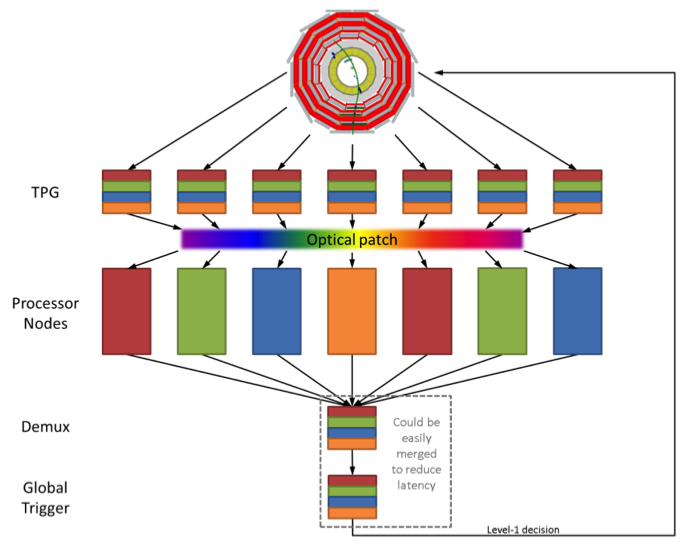 TPG
Optical patch
Processor
Nodes
Demux
Could be
easily
merged
to reduce
latency
Global
Trigger
Level-1 decision